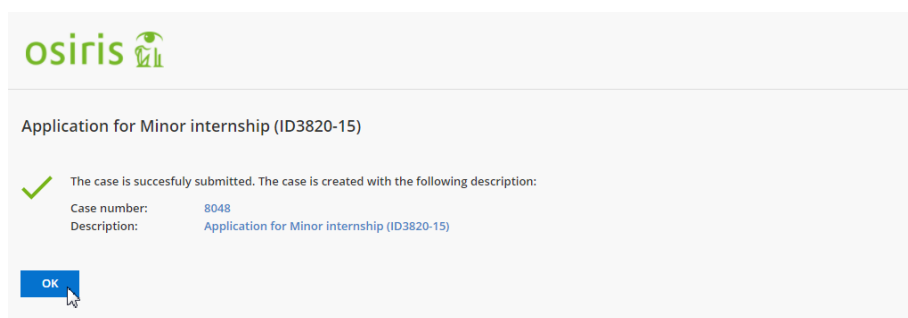 osiris
Application for Minor internship (ID3820-15)
The case is succesfuly submitted. The case is created with the following description:
Case number: 8048
Description: Application for Minor internship (ID3820-15)
OK